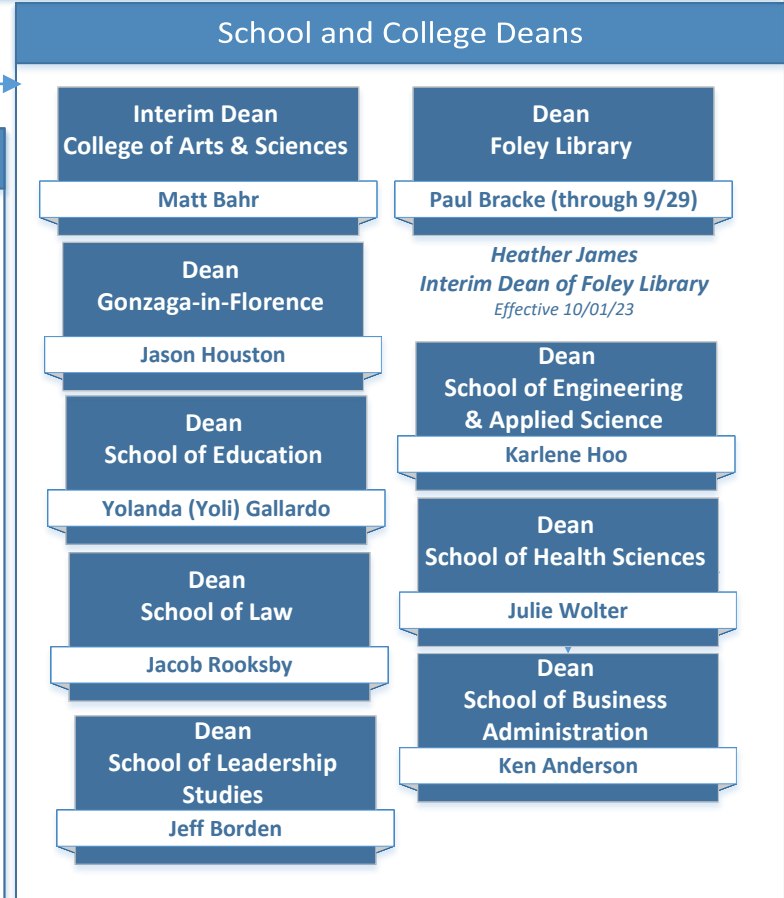 School and College Deans
Interim Dean
College of Arts & Sciences
Matt Bahr
Dean
Gonzaga-in-Florence
Jason Houston
Dean
School of Education
Yolanda (Yoli) Gallardo
Dean
School of Law
Jacob Rooksby
Dean
School of Leadership
Studies
Jeff Borden
Dean
Foley Library
Paul Bracke (through 9/29)
Heather James
Interim Dean of Foley Library
Effective 10/01/23
Dean
School of Engineering
& Applied Science
Karlene Hoo
Dean
School of Health Sciences
Julie Wolter
Dean
School of Business
Administration
Ken Anderson